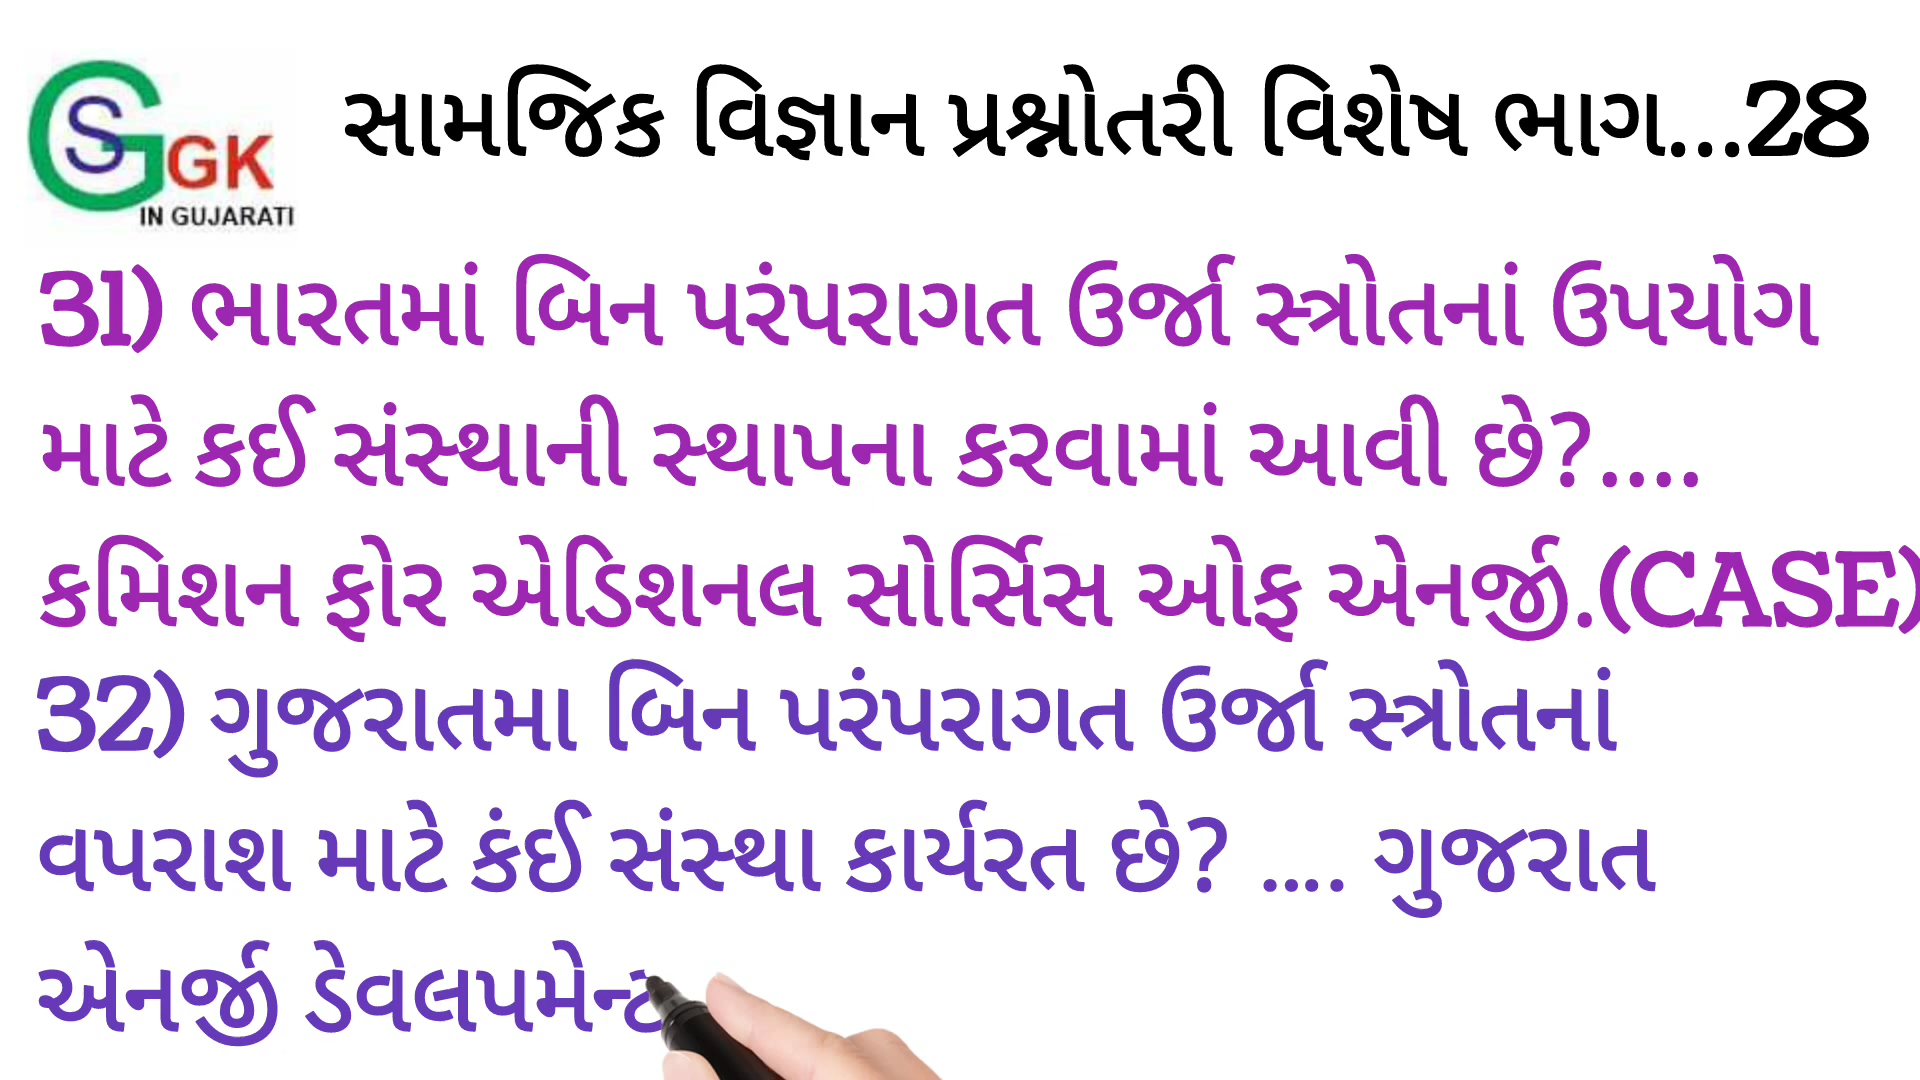 GS GK
IN GUJARATI
સામજિક વિજ્ઞાન પ્રશ્નોતરી વિશેષ ભાગ...28
31) ભારતમાં બિન પરંપરાગત ઉર્જા સ્ત્રોતનાં ઉપયોગ
માટે કઈ સંસ્થાની સ્થાપના કરવામાં આવી છે?....
કમિશન ફોર એડિશનલ સોર્સિસ ઓફ એનર્જી.(CASE)
32) ગુજરાતમા બિન પરંપરાગત ઉર્જા સ્ત્રોતનાં
વપરાશ માટે કંઈ સંસ્થા કાર્યરત છે? .... ગુજરાત
એનર્જી ડેવલપમેન્ટ